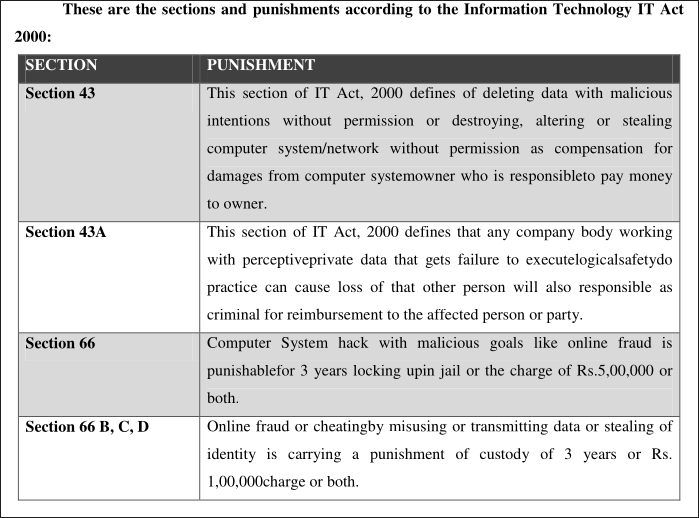 These are the sections and punishments according to the Information Technology IT Act
2000:
SECTION PUNISHMENT
Section 43 This section of IT Act, 2000 defines of deleting data with malicious
intentions without permission or destroying, altering or stealing
computer system/network without permission as compensation for
damages from computer systemowner who is responsibleto pay money
to owner.
Section 43A This section of IT Act, 2000 defines that any company body working
with perceptiveprivate data that gets failure to executelogicalsafetydo
practice can cause loss of that other person will also responsible as
criminal for reimbursement to the affected person or party.
Section 66 Computer System hack with malicious goals like online fraud is
punishablefor 3 years locking upin jail or the charge of Rs.5,00,000 or
both.
Section 66 B, C, D Online fraud or cheatingby misusing or transmitting data or stealing of
identity is carrying a punishment of custody of 3 years or Rs.
1,00,000charge or both.